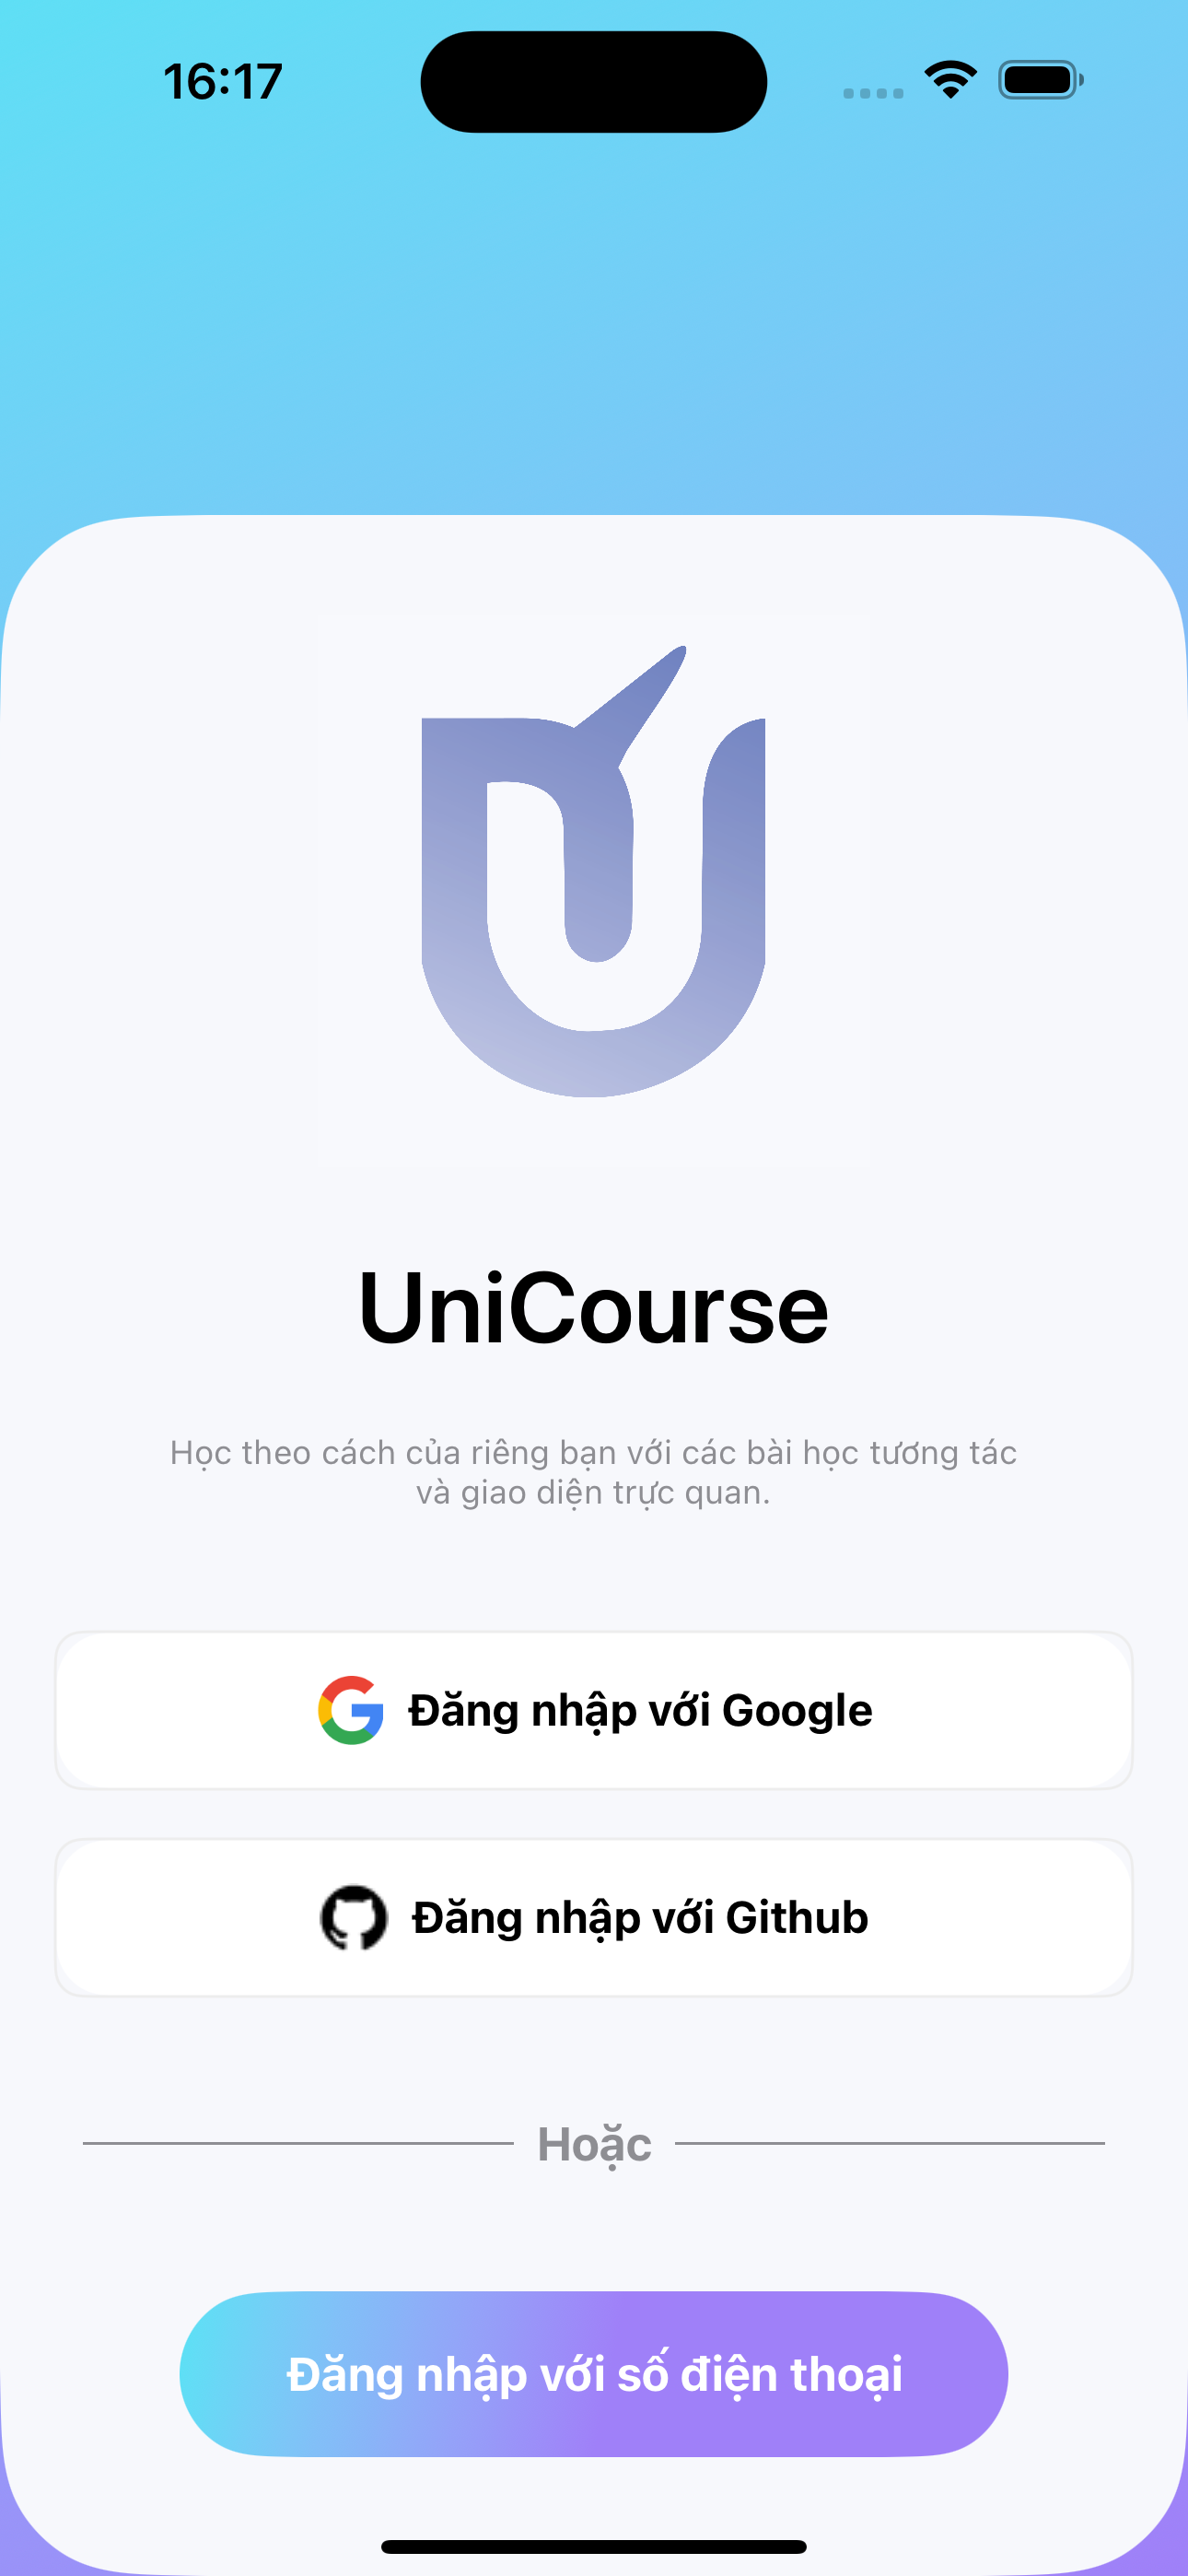 16:17
UniCourse
Học theo cách của riêng bạn với các bài học tương tác
và giao diện trực quan.
Đăng nhập với Google
Đăng nhập với Github
Hoặc
Đăng nhập với số điện thoại